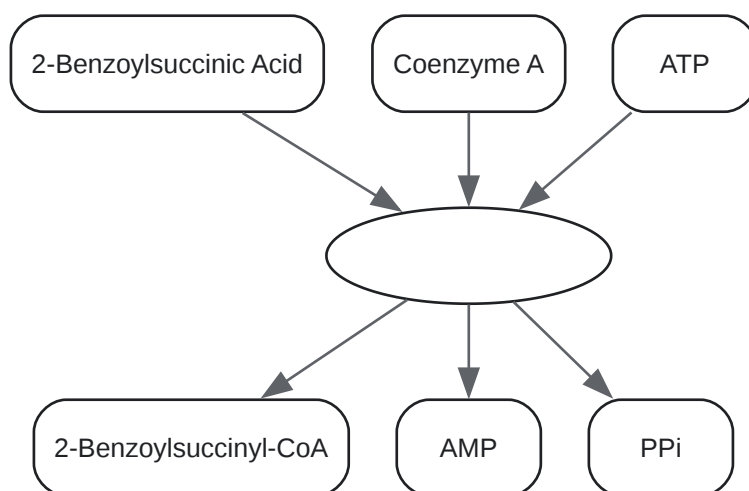 2-Benzoylsuccinic Acid
Coenzyme A
ATP
2-Benzoylsuccinyl-CoA
AMP
PPi